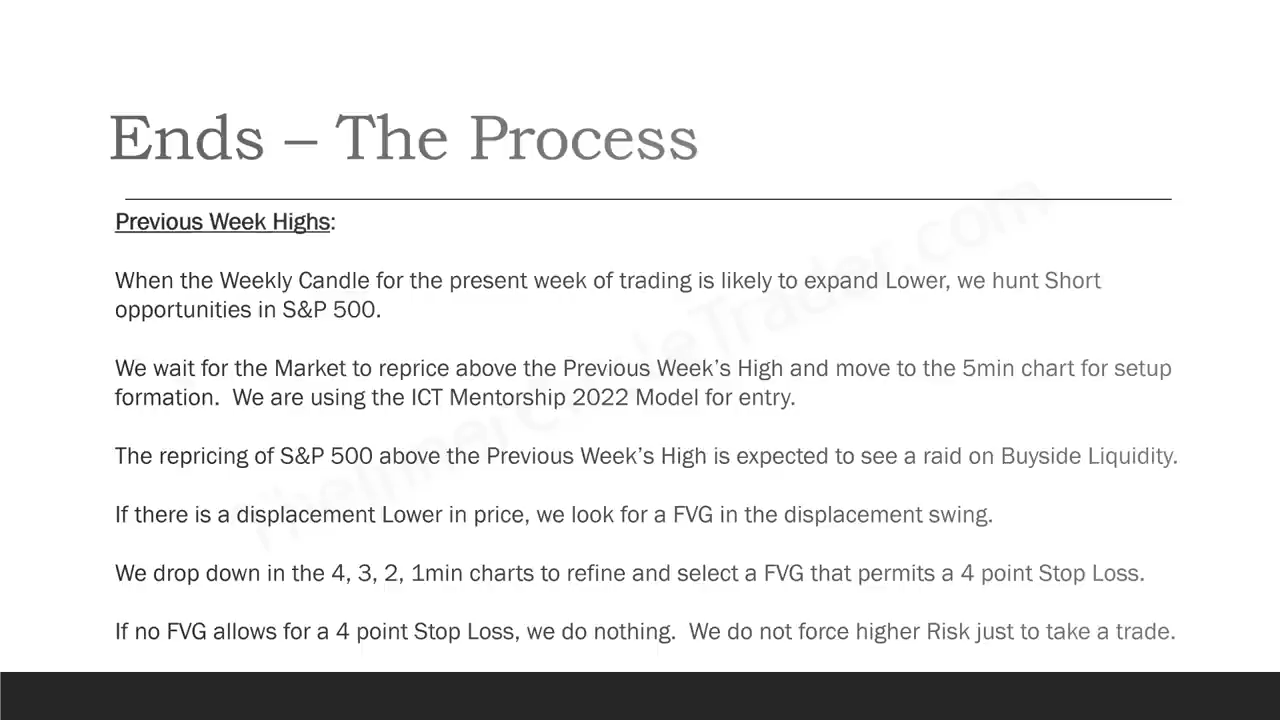 Ends – The Process
Previous Week Highs:
When the Weekly Candle for the present week of trading is likely to expand Lower, we hunt Short
opportunities in S&P 500.
We wait for the Market to reprice above the Previous Week’s High and move to the 5min chart for setup
formation.  We are using the ICT Mentorship 2022 Model for entry.
The repricing of S&P 500 above the Previous Week’s High is expected to see a raid on Buyside Liquidity.
If there is a displacement Lower in price, we look for a FVG in the displacement swing.
We drop down in the 4, 3, 2, 1min charts to refine and select a FVG that permits a 4 point Stop Loss.
If no FVG allows for a 4 point Stop Loss, we do nothing.  We do not force higher Risk just to take a trade.
TheInnerCircleTrader.com